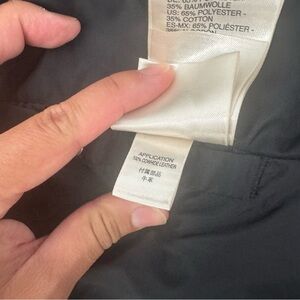 35% BAUMWOLLE
US: 65% POLYESTER -
35% COTTON
ES-MX: 65% POLIÉSTER -
APPLICATION
100% COWHIDE LEATHER
付属部品
牛革